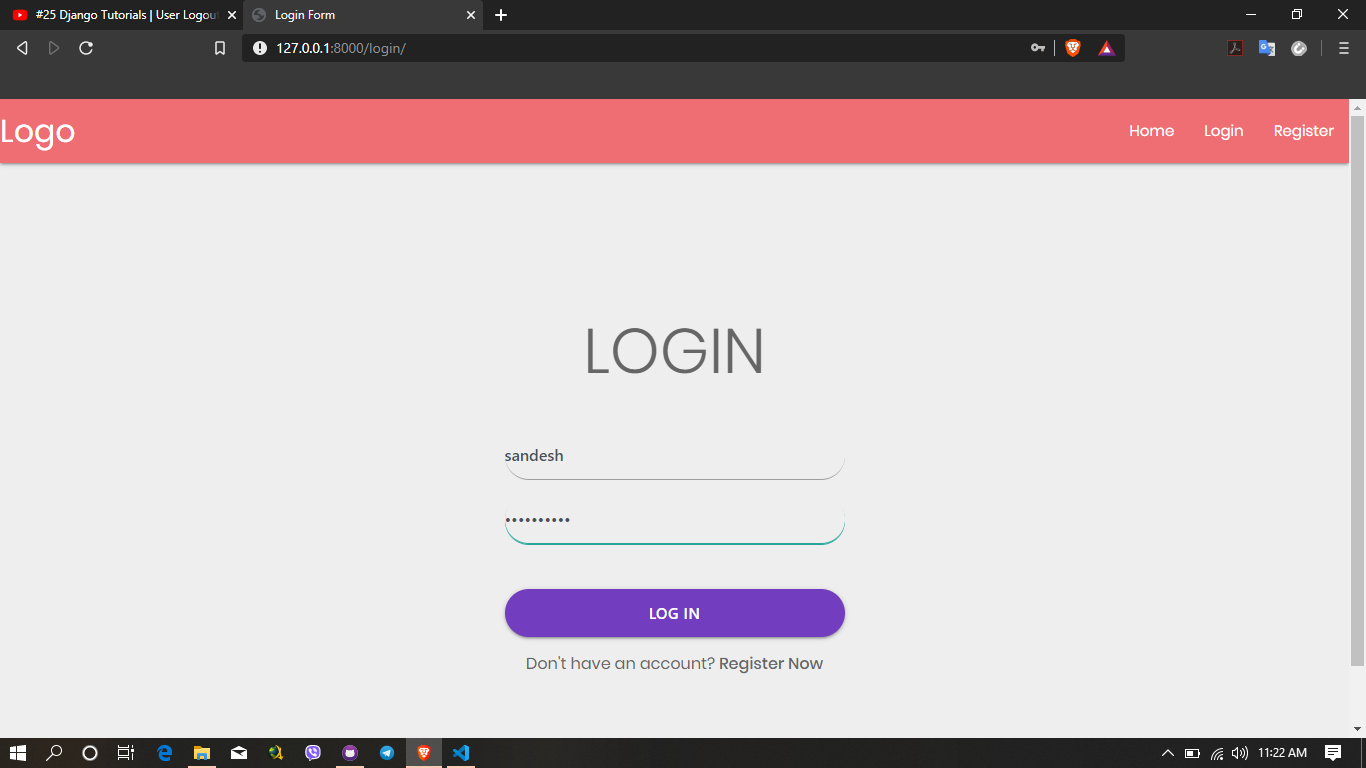 #25 Django Tutorials | User Logou
Login Form
127.0.0.1:8000/login/
Logo
Home
Login
Register
LOGIN
sandesh
••••••••••
LOG IN
Don't have an account? Register Now
11:22 AM